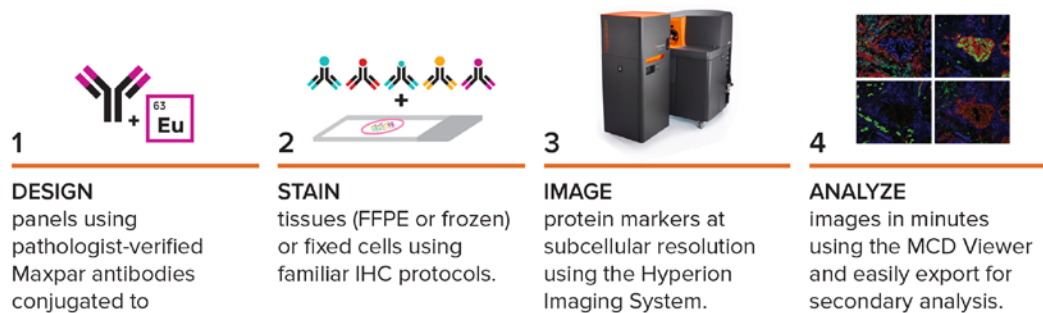 63
Eu
+
+
1
DESIGN
panels using
pathologist-verified
Maxpar antibodies
conjugated to
2
STAIN
tissues (FFPE or frozen)
or fixed cells using
familiar IHC protocols.
3
IMAGE
protein markers at
subcellular resolution
using the Hyperion
Imaging System.
4
ANALYZE
images in minutes
using the MCD Viewer
and easily export for
secondary analysis.